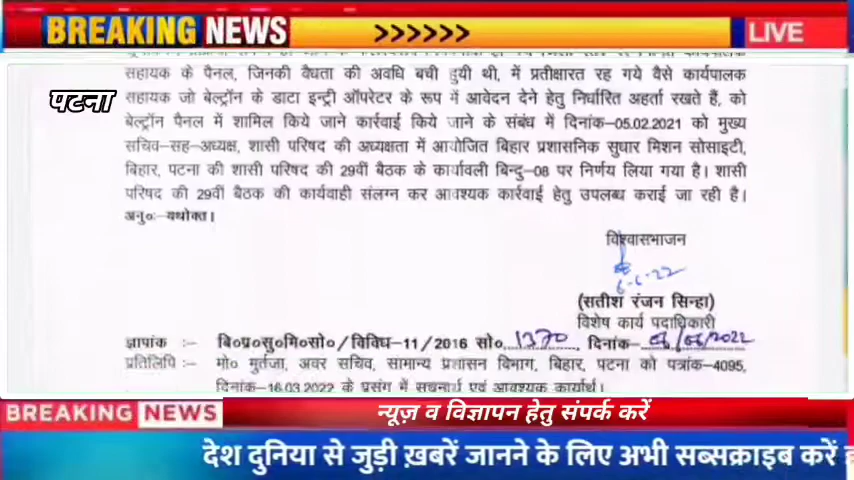 BREAKING NEWS
LIVE
सहायक के पैनल, जिनकी वैधता की अवधि बची हुयी थी, में प्रतीक्षारत रह गये वैसे कार्यपालक
पटना
सहायक जो बेल्ट्रॉन के डाटा इन्ट्री ऑपरेटर के रूप में आवेदन देने हेतु निर्धारित अहर्ता रखते हैं, को
बेल्ट्रॉन पैनल में शामिल किये जाने कार्रवाई किये जाने के संबंध में दिनांक-05.02.2021 को मुख्य
सचिव-सह-अध्यक्ष, शासी परिषद की अध्यक्षता में आयोजित बिहार प्रशासनिक सुधार मिशन सोसाइटी,
बिहार, पटना की शासी परिषद की 29वीं बैठक के कार्यावली बिन्दु-08 पर निर्णय लिया गया है। शासी
परिषद की 29वीं बैठक की कार्यवाही संलग्न कर आवश्यक कार्रवाई हेतु उपलब्ध कराई जा रही है।
अनु०:-यथोक्त।
विश्वासभाजन
6-6-22
(सतीश रंजन सिन्हा)
विशेष कार्य पदाधिकारी
ज्ञापांक :- बि०प्र०सु०मि०सो०/विविध-11/2016 सो०. 1370 दिनांक- 06/06/2022
प्रतिलिपि :- मो० मुर्तजा, अवर सचिव, सामान्य प्रशासन विभाग, बिहार, पटना को पत्रांक-4095,
दिनांक-16.03.2022 के प्रसंग में सूचनार्थ एवं आवश्यक कार्यार्थ।
BREAKING NEWS
न्यूज़ व विज्ञापन हेतु संपर्क करें
देश दुनिया से जुड़ी ख़बरें जानने के लिए अभी सब्सक्राइब करें